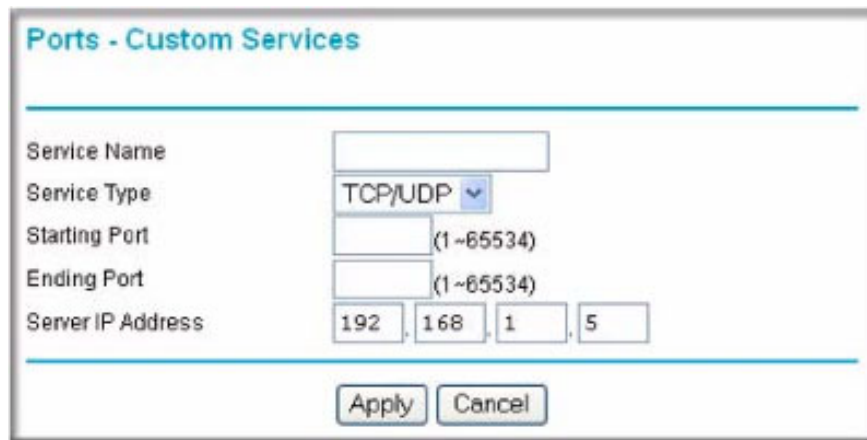 Ports - Custom Services
Service Name
Service Type TCP/UDP
Starting Port (1~65534)
Ending Port (1~65534)
Server IP Address 192 . 168 . 1 . 5
Apply Cancel